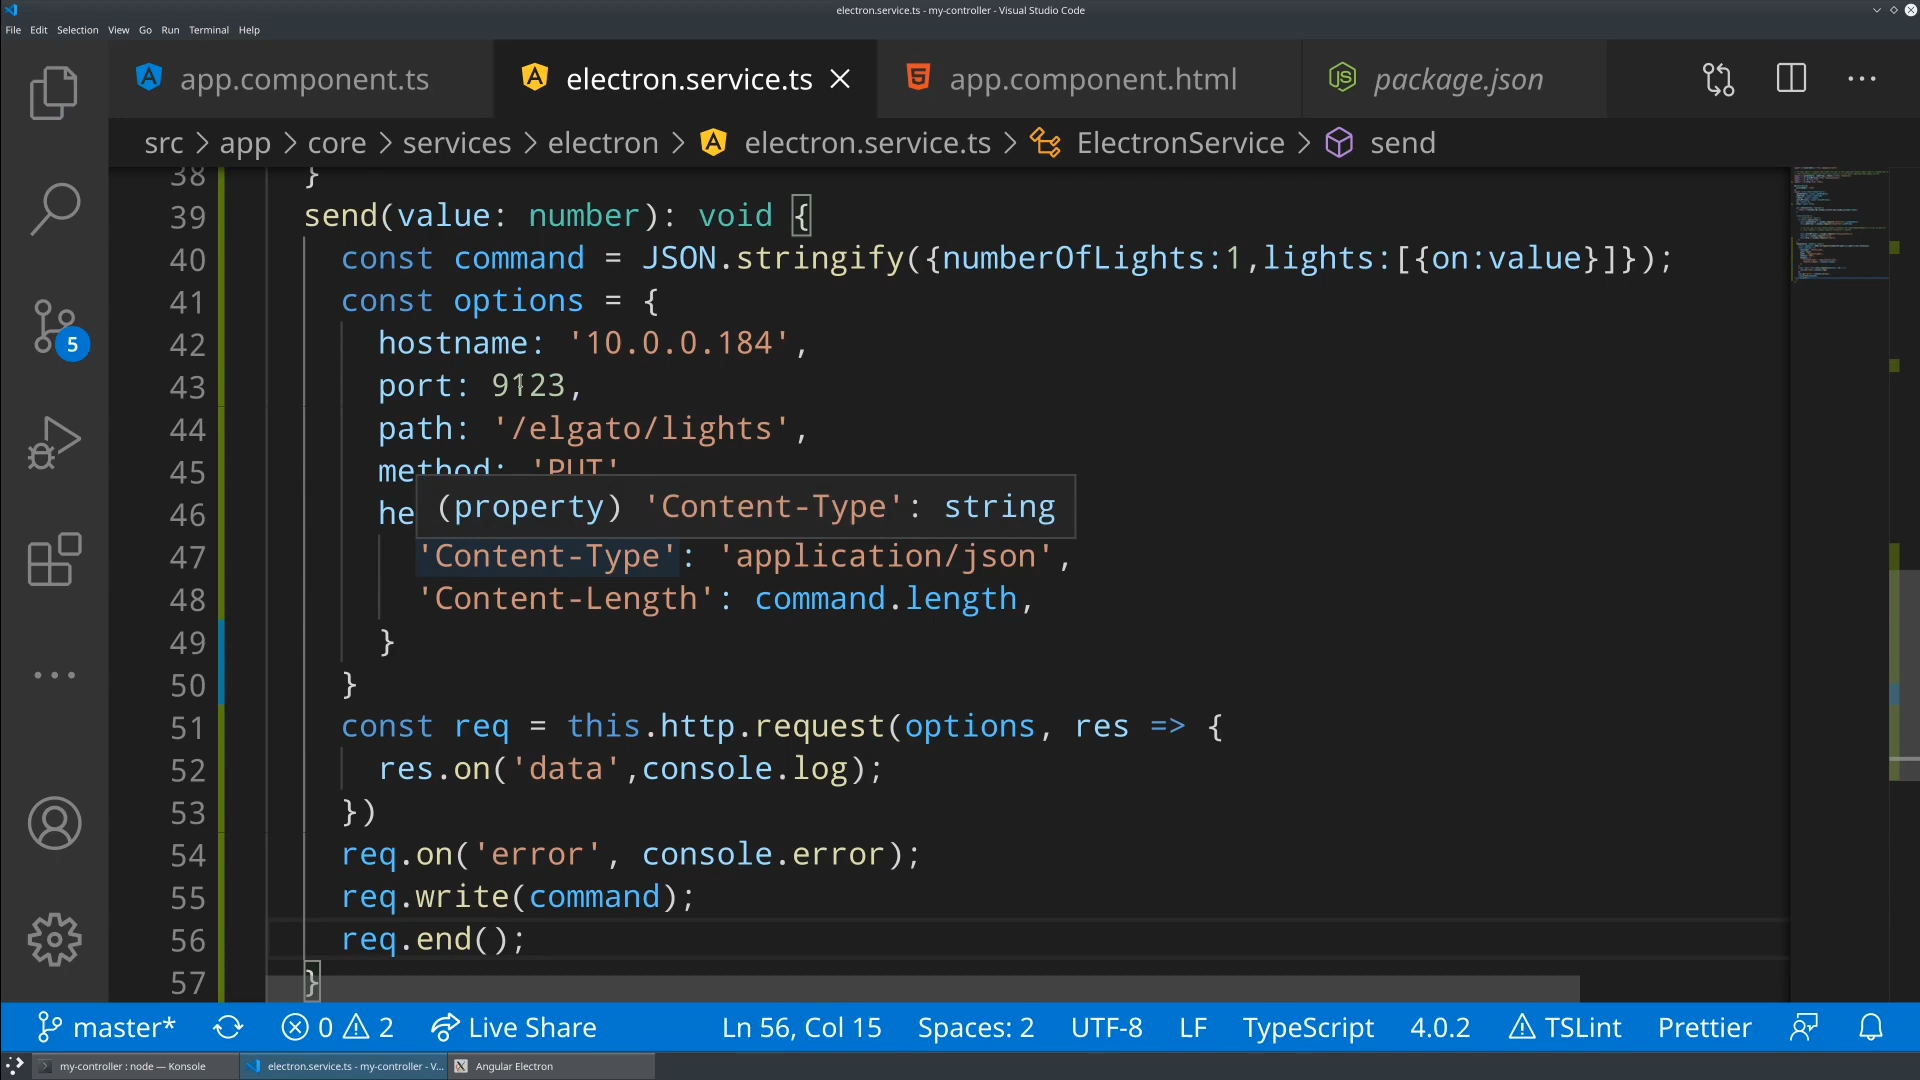 electron.service.ts - my-controller - Visual Studio Code
File Edit Selection View Go Run Terminal Help
app.component.ts electron.service.ts app.component.html package.json
src > app > core > services > electron > electron.service.ts > ElectronService > send
38 }
39 send(value: number): void {
40 const command = JSON.stringify({numberOfLights:1,lights:[{on:value}]});
41 const options = {
42 hostname: '10.0.0.184',
43 port: 9123,
44 path: '/elgato/lights',
45 method: 'PUT'
46 he
(property) 'Content-Type': string
47 'Content-Type': 'application/json',
48 'Content-Length': command.length,
49 }
50 }
51 const req = this.http.request(options, res => {
52 res.on('data',console.log);
53 })
54 req.on('error', console.error);
55 req.write(command);
56 req.end();
57 }
5
master* 0 2 Live Share Ln 56, Col 15 Spaces: 2 UTF-8 LF TypeScript 4.0.2 TSLint Prettier
my-controller : node — Konsole electron.service.ts - my-controller - V... Angular Electron